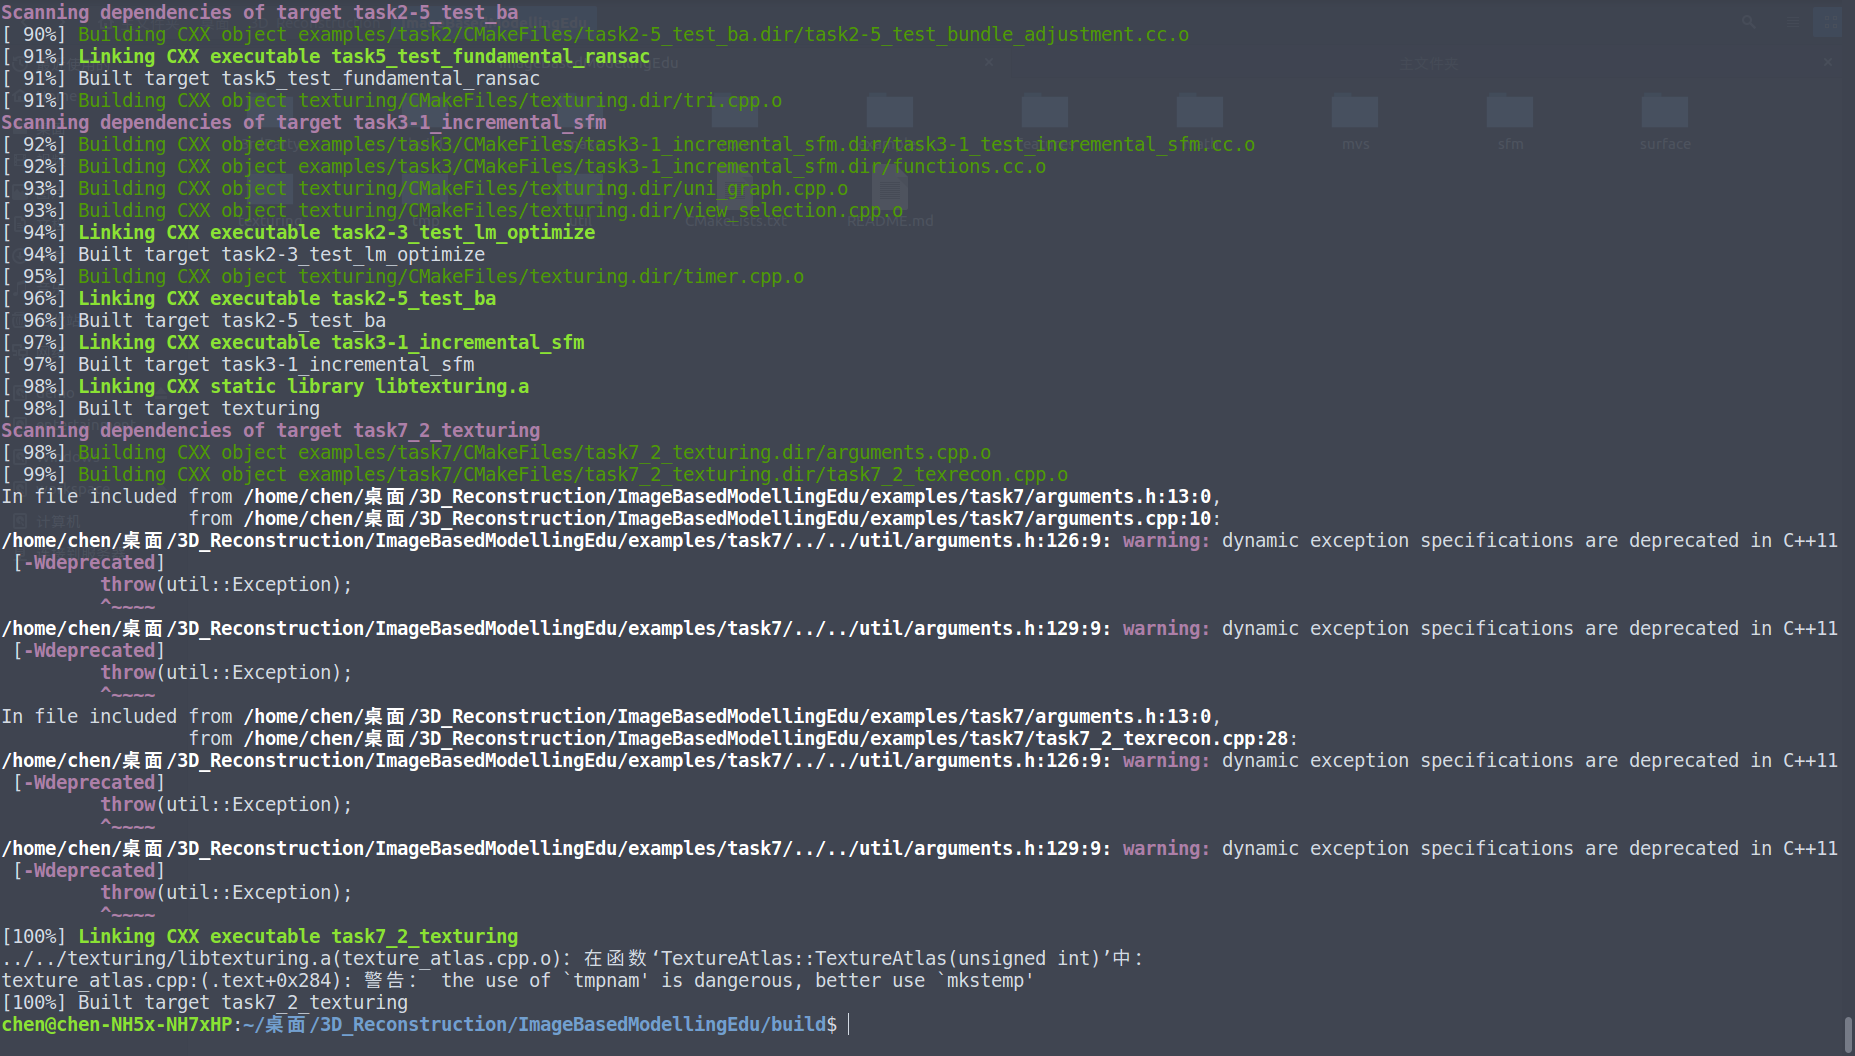 Scanning dependencies of target task2-5_test_ba
[ 90%] Building CXX object examples/task2/CMakeFiles/task2-5_test_ba.dir/task2-5_test_bundle_adjustment.cc.o
[ 91%] Linking CXX executable task5_test_fundamental_ransac
[ 91%] Built target task5_test_fundamental_ransac
[ 91%] Building CXX object texturing/CMakeFiles/texturing.dir/tri.cpp.o
Scanning dependencies of target task3-1_incremental_sfm
[ 92%] Building CXX object examples/task3/CMakeFiles/task3-1_incremental_sfm.dir/task3-1_test_incremental_sfm.cc.o
[ 92%] Building CXX object examples/task3/CMakeFiles/task3-1_incremental_sfm.dir/functions.cc.o
[ 93%] Building CXX object texturing/CMakeFiles/texturing.dir/uni_graph.cpp.o
[ 93%] Building CXX object texturing/CMakeFiles/texturing.dir/view_selection.cpp.o
[ 94%] Linking CXX executable task2-3_test_lm_optimize
[ 94%] Built target task2-3_test_lm_optimize
[ 95%] Building CXX object texturing/CMakeFiles/texturing.dir/timer.cpp.o
[ 96%] Linking CXX executable task2-5_test_ba
[ 96%] Built target task2-5_test_ba
[ 97%] Linking CXX executable task3-1_incremental_sfm
[ 97%] Built target task3-1_incremental_sfm
[ 98%] Linking CXX static library libtexturing.a
[ 98%] Built target texturing
Scanning dependencies of target task7_2_texturing
[ 98%] Building CXX object examples/task7/CMakeFiles/task7_2_texturing.dir/arguments.cpp.o
[ 99%] Building CXX object examples/task7/CMakeFiles/task7_2_texturing.dir/task7_2_texrecon.cpp.o
In file included from /home/chen/桌面/3D_Reconstruction/ImageBasedModellingEdu/examples/task7/arguments.h:13:0,
from /home/chen/桌面/3D_Reconstruction/ImageBasedModellingEdu/examples/task7/arguments.cpp:10:
/home/chen/桌面/3D_Reconstruction/ImageBasedModellingEdu/examples/task7/../../util/arguments.h:126:9: warning: dynamic exception specifications are deprecated in C++11
[-Wdeprecated]
throw(util::Exception);
^~~~~
/home/chen/桌面/3D_Reconstruction/ImageBasedModellingEdu/examples/task7/../../util/arguments.h:129:9: warning: dynamic exception specifications are deprecated in C++11
[-Wdeprecated]
throw(util::Exception);
^~~~~
In file included from /home/chen/桌面/3D_Reconstruction/ImageBasedModellingEdu/examples/task7/arguments.h:13:0,
from /home/chen/桌面/3D_Reconstruction/ImageBasedModellingEdu/examples/task7/task7_2_texrecon.cpp:28:
/home/chen/桌面/3D_Reconstruction/ImageBasedModellingEdu/examples/task7/../../util/arguments.h:126:9: warning: dynamic exception specifications are deprecated in C++11
[-Wdeprecated]
throw(util::Exception);
^~~~~
/home/chen/桌面/3D_Reconstruction/ImageBasedModellingEdu/examples/task7/../../util/arguments.h:129:9: warning: dynamic exception specifications are deprecated in C++11
[-Wdeprecated]
throw(util::Exception);
^~~~~
[100%] Linking CXX executable task7_2_texturing
../../texturing/libtexturing.a(texture_atlas.cpp.o)：在函数‘TextureAtlas::TextureAtlas(unsigned int)’中：
texture_atlas.cpp:(.text+0x284): 警告： the use of `tmpnam' is dangerous, better use `mkstemp'
[100%] Built target task7_2_texturing
chen@chen-NH5x-NH7xHP:~/桌面/3D_Reconstruction/ImageBasedModellingEdu/build$
主文件夹
mvs
sfm
surface
CMakeLists.txt
README.md
计算机